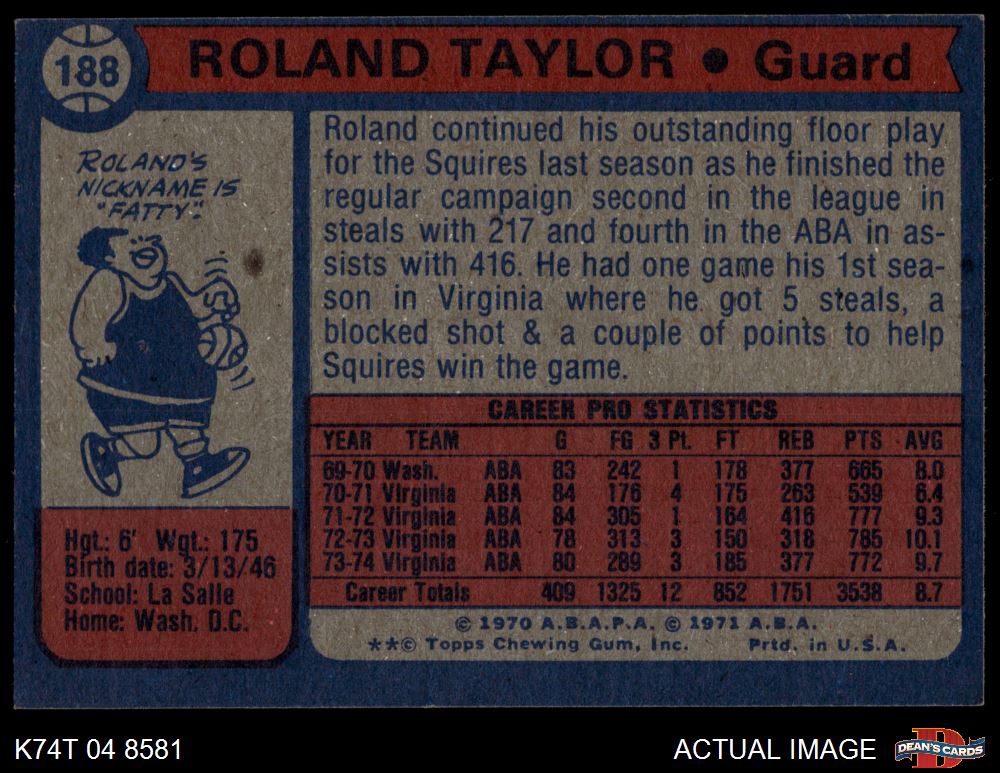 188
ROLAND TAYLOR • Guard
ROLAND'S
NICKNAME IS
"FATTY".
Roland continued his outstanding floor play
for the Squires last season as he finished the
regular campaign second in the league in
steals with 217 and fourth in the ABA in as-
sists with 416. He had one game his 1st sea-
son in Virginia where he got 5 steals, a
blocked shot & a couple of points to help
Squires win the game.
CAREER PRO STATISTICS
YEAR TEAM G FG 3 Pt. FT REB PTS AVG
69-70 Wash. ABA 83 242 1 178 377 665 8.0
70-71 Virginia ABA 84 176 4 175 263 539 6.4
71-72 Virginia ABA 84 305 1 164 416 777 9.3
72-73 Virginia ABA 78 313 3 150 318 785 10.1
73-74 Virginia ABA 80 289 3 185 377 772 9.7
Career Totals 409 1325 12 852 1751 3538 8.7
Hgt.: 6' Wgt.: 175
Birth date: 3/13/46
School: La Salle
Home: Wash. D.C.
© 1970 A.B.A.P.A. © 1971 A.B.A.
**© Topps Chewing Gum, Inc. Prtd. in U.S.A.
K74T 04 8581
ACTUAL IMAGE
D
DEAN'S CARDS